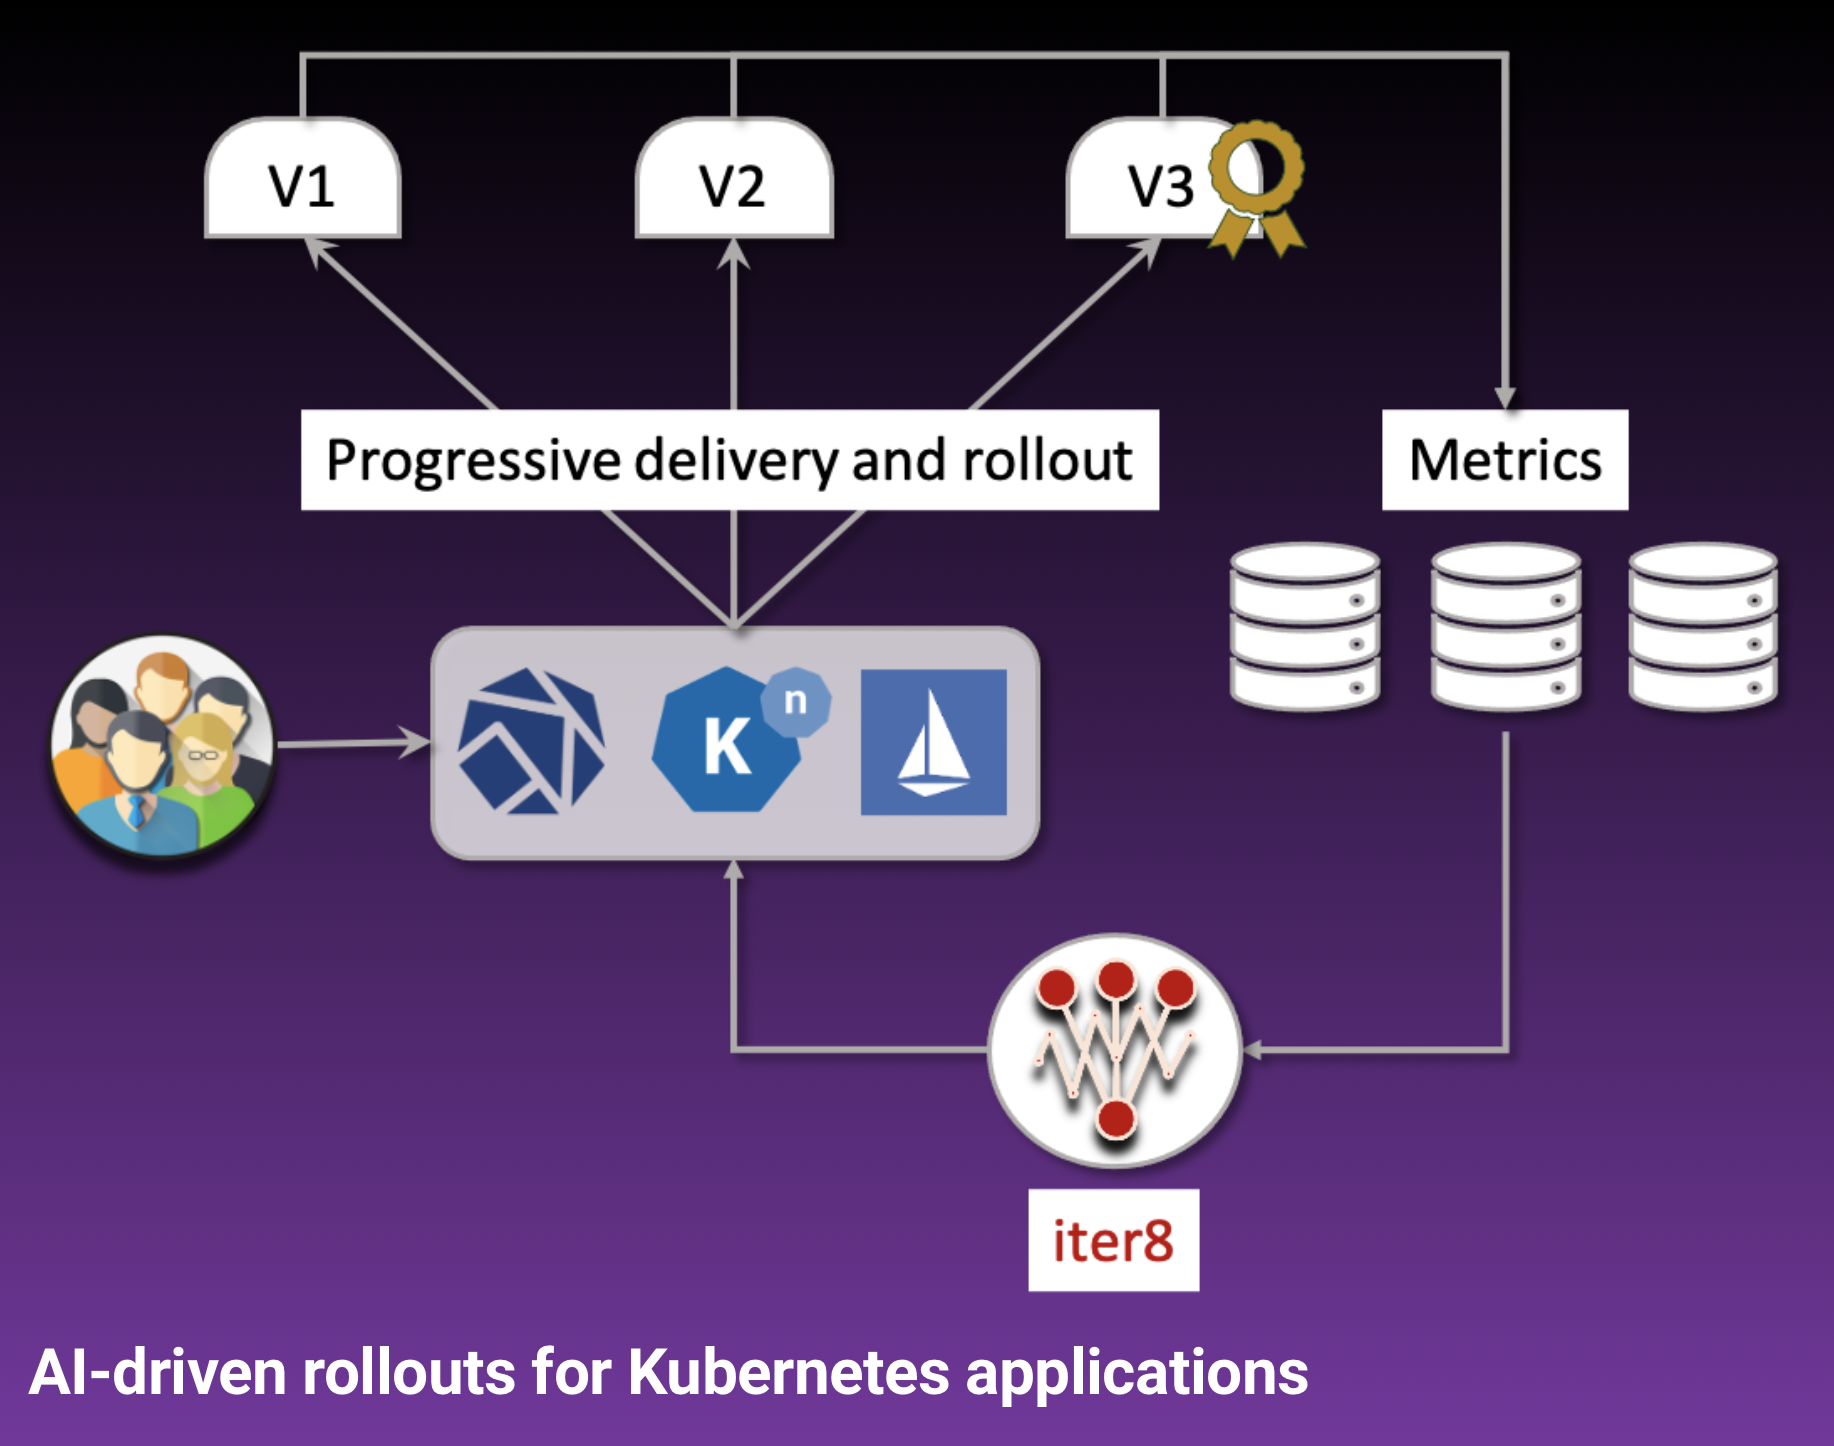 V1
V2
V3
Progressive delivery and rollout
Metrics
K
n
iter8
AI-driven rollouts for Kubernetes applications